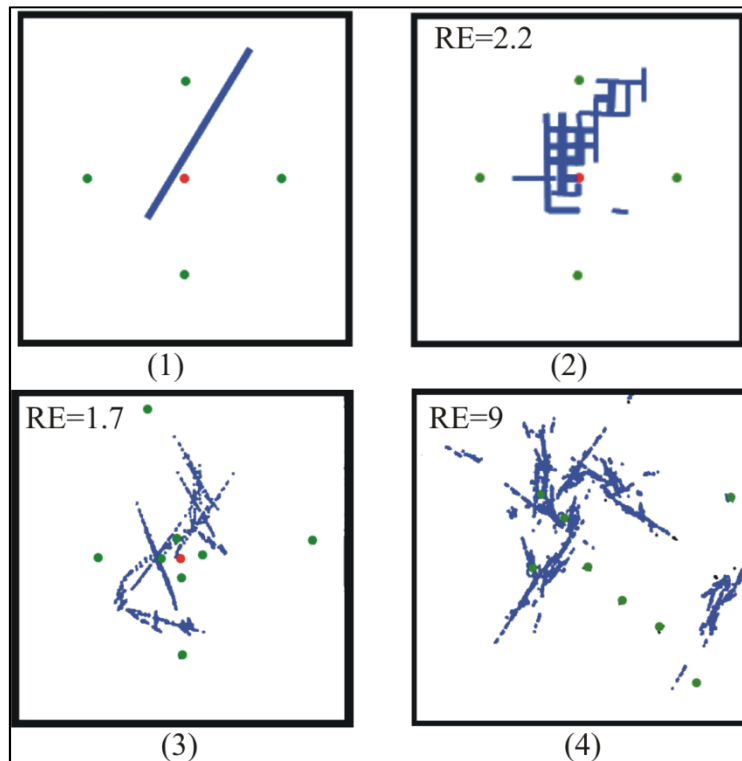 RE=2.2
(1)
(2)
RE=1.7
RE=9
(3)
(4)